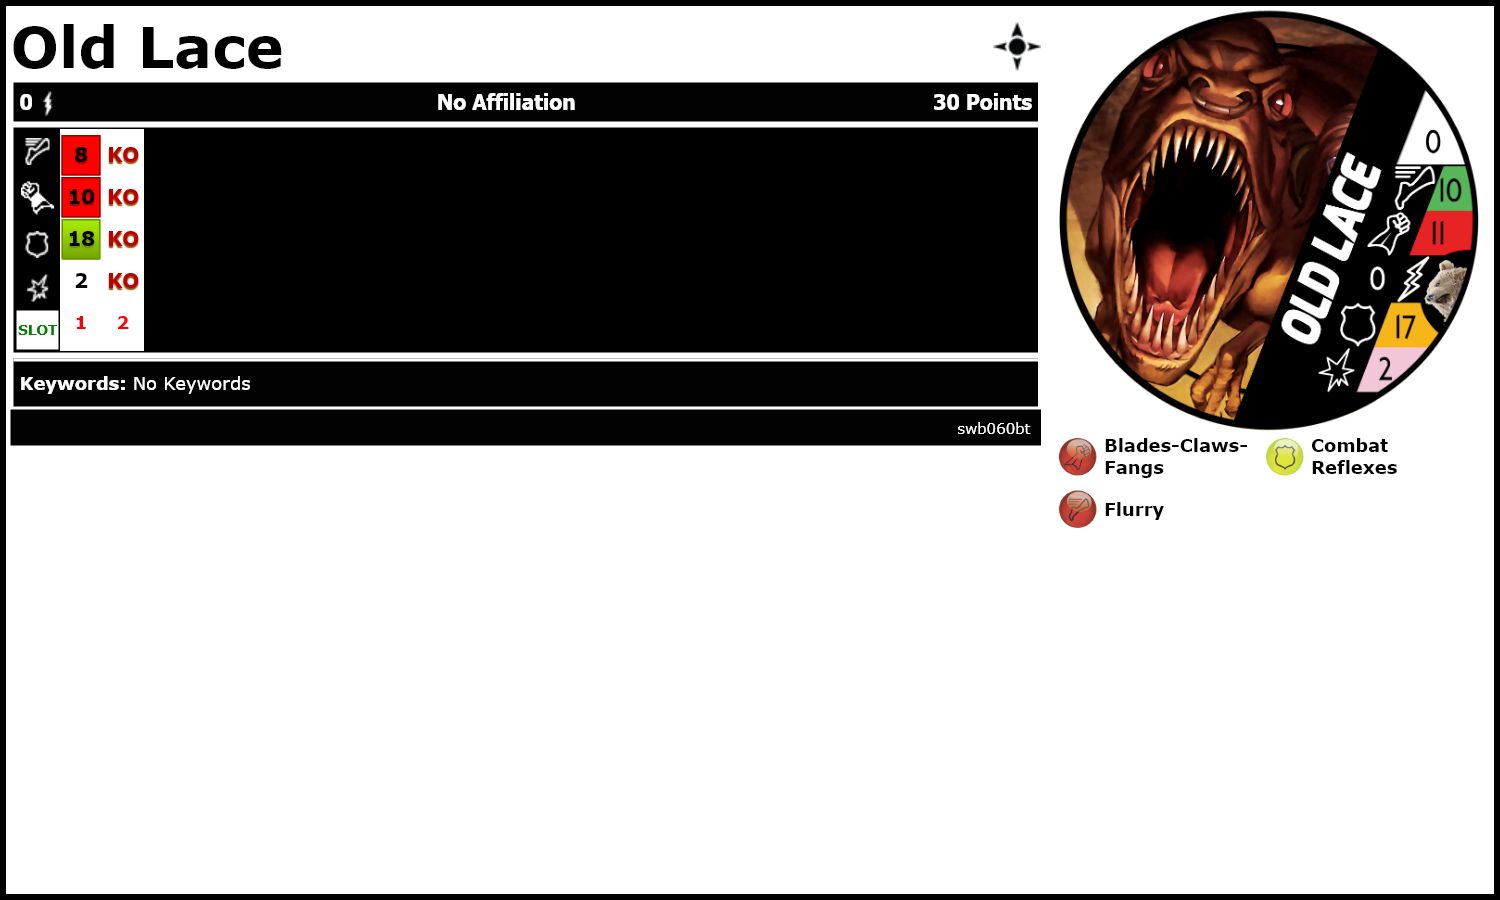 Old Lace
0 No Affiliation 30 Points
8 KO
10 KO
18 KO
2 KO
SLOT 1 2
Keywords: No Keywords
swb060bt
OLD LACE
0
10
11
0
17
2
Blades-Claws-
Fangs
Combat
Reflexes
Flurry